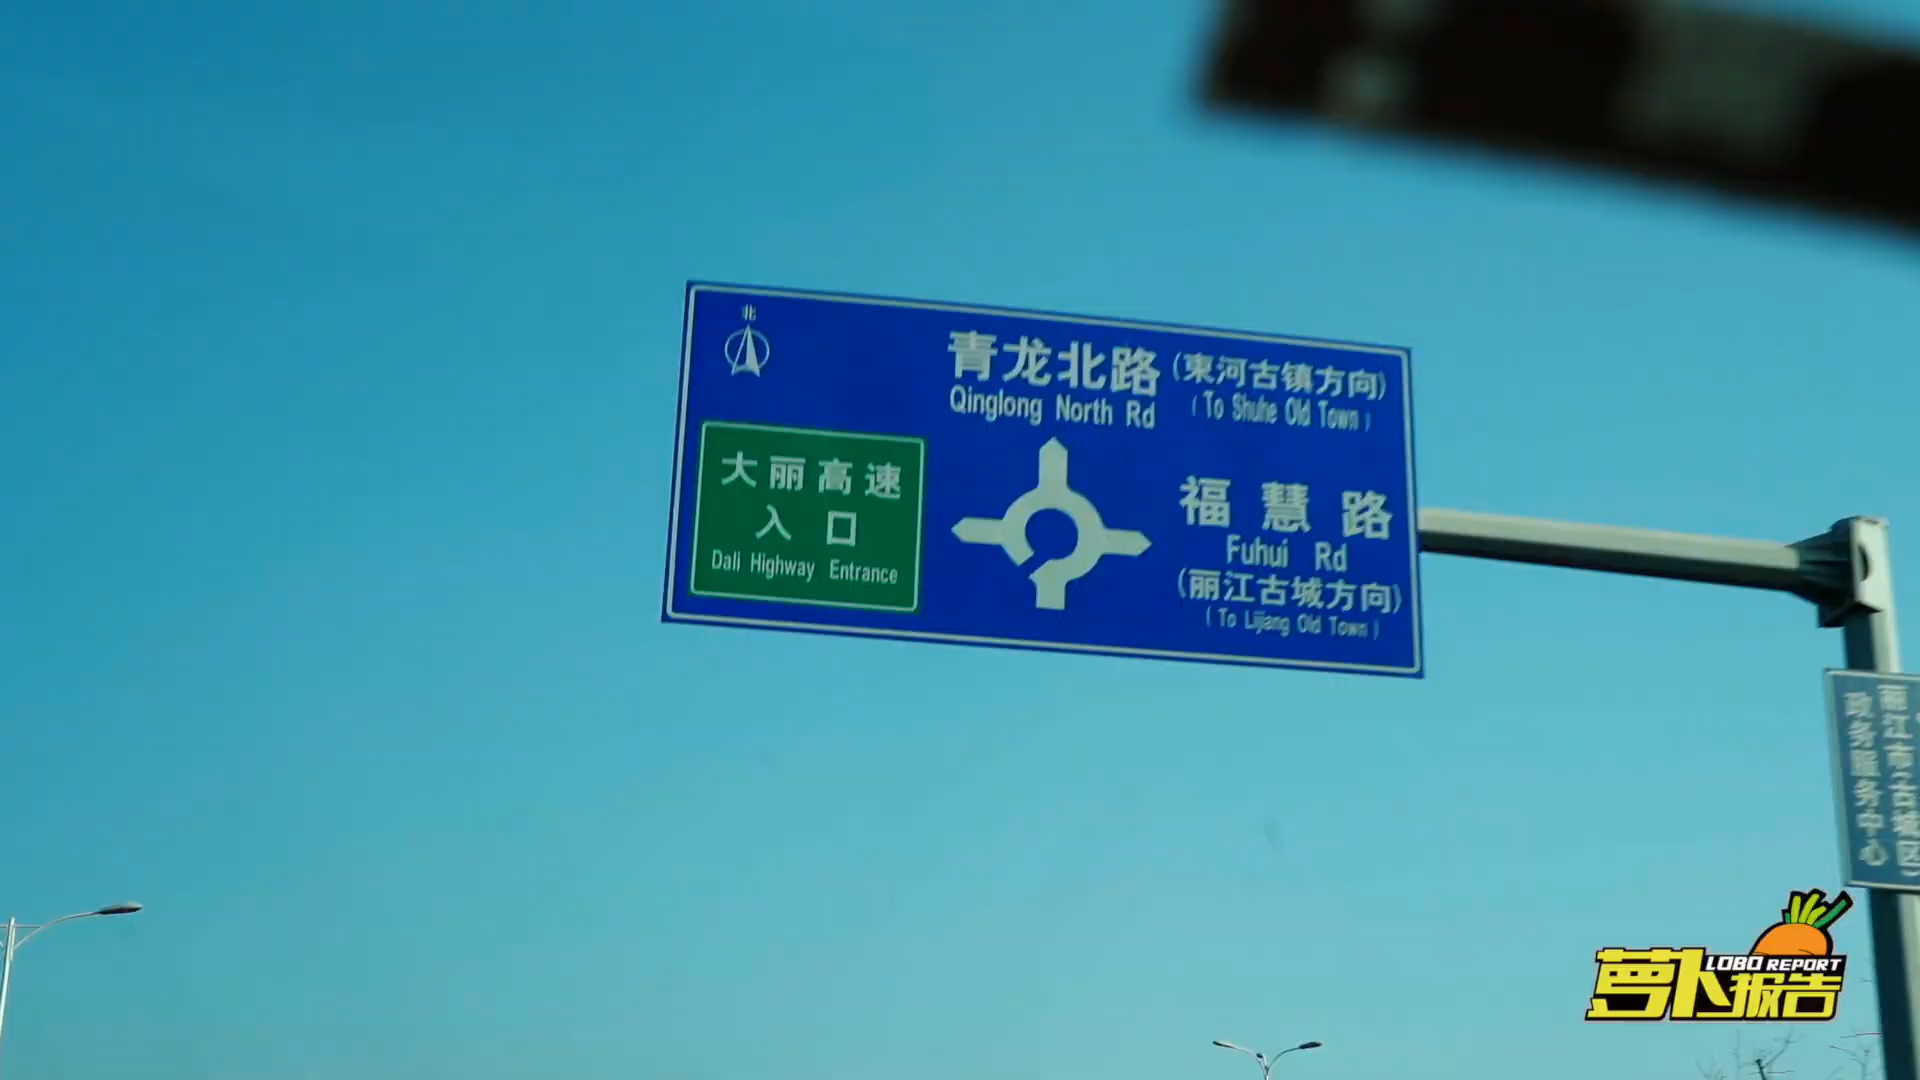 北
青龙北路 (束河古镇方向)
Qinglong North Rd (To Shuhe Old Town)
大丽高速
入口
Dali Highway Entrance
福慧路
Fuhui Rd
(丽江古城方向)
(To Lijiang Old Town)
丽江市(古城区)
政务服务中心
LOBO REPORT
萝卜报告